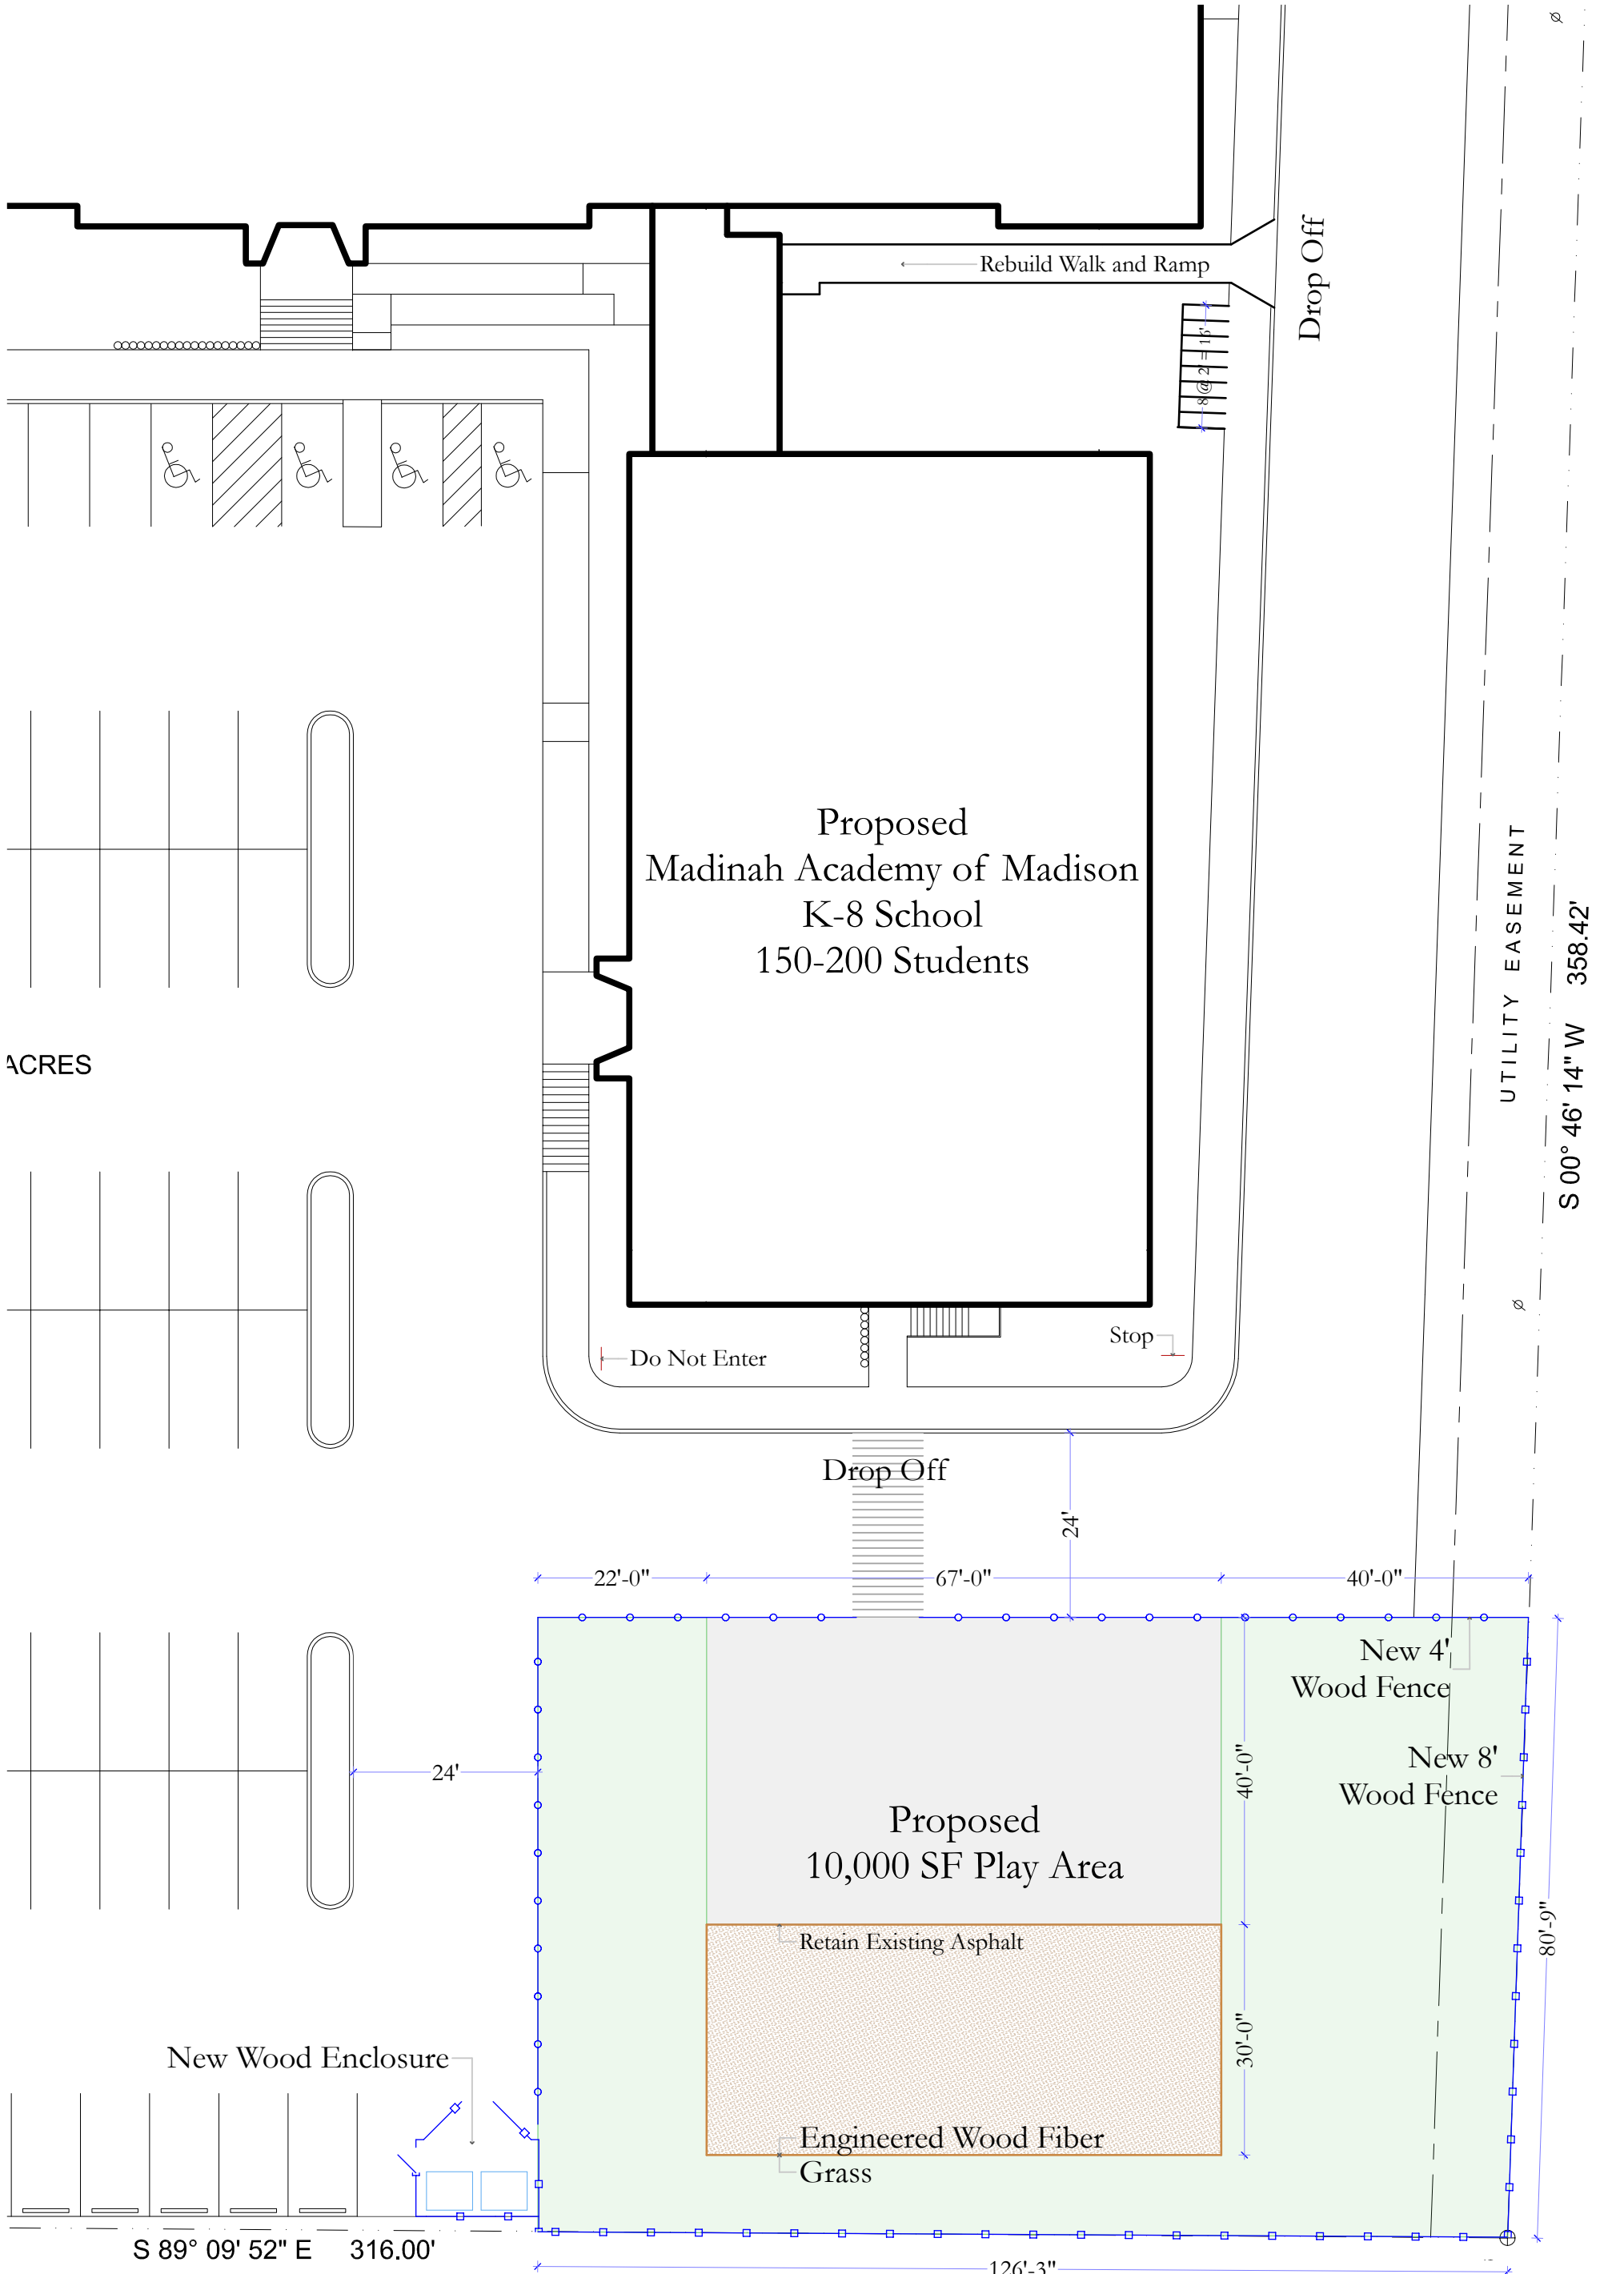 Drop Off
Rebuild Walk and Ramp
8 @ 2' = 16'
Proposed
Madinah Academy of Madison
K-8 School
150-200 Students
UTILITY EASEMENT
S 00° 46' 14" W 358.42'
ACRES
Stop
Do Not Enter
Drop Off
24'
22'-0"
67'-0"
40'-0"
New 4'
Wood Fence
New 8'
Wood Fence
24'
40'-0"
Proposed
10,000 SF Play Area
80'-9"
Retain Existing Asphalt
30'-0"
New Wood Enclosure
Engineered Wood Fiber
Grass
S 89° 09' 52" E 316.00'
126'-3"